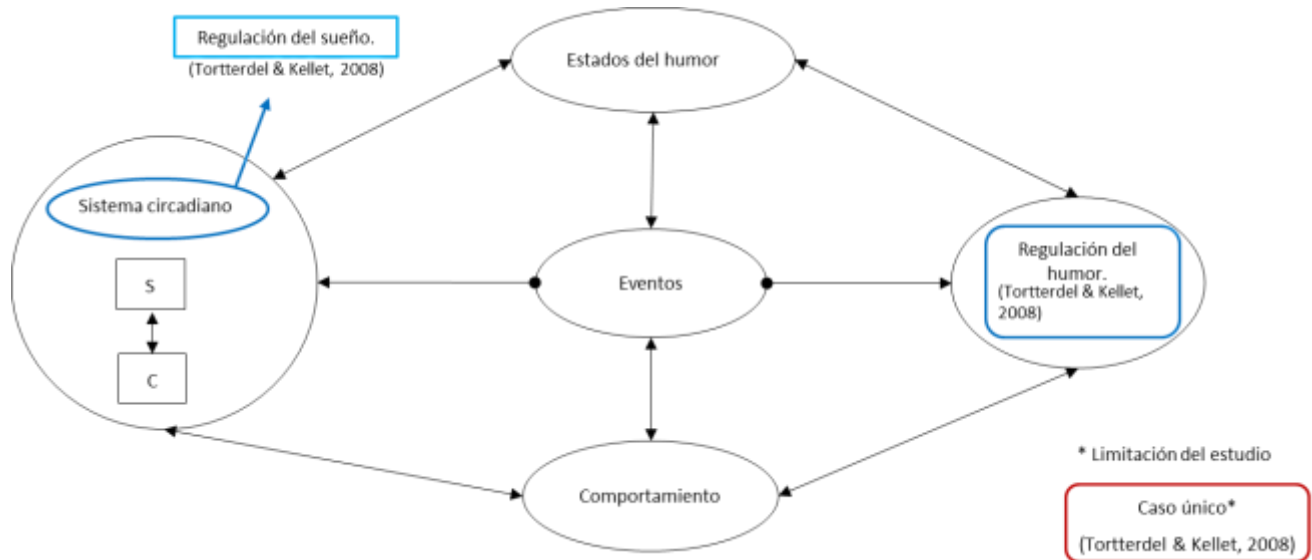 Regulación del sueño.
(Tortterdel & Kellet, 2008)
Estados del humor
Sistema circadiano
S
C
Eventos
Regulación del
humor.
(Tortterdel & Kellet,
2008)
Comportamiento
* Limitación del estudio
Caso único*
(Tortterdel & Kellet, 2008)